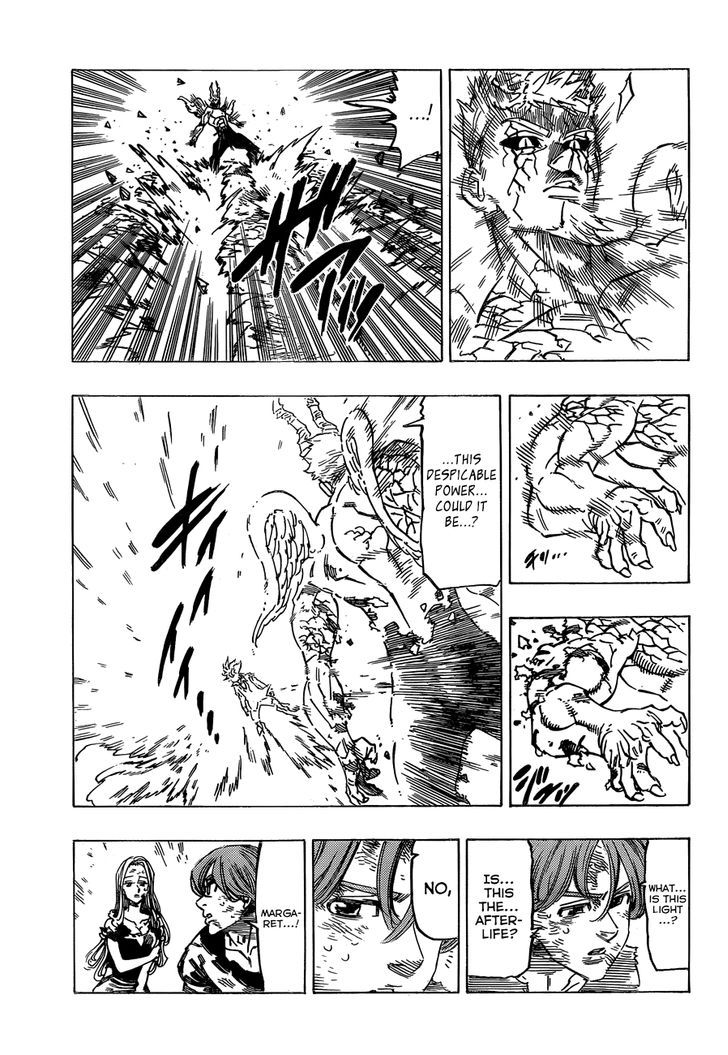 ...!
...THIS
DESPICABLE
POWER...
COULD IT
BE...?
WHAT...
IS THIS
LIGHT
...?
IS...
THIS
THE...
AFTER-
LIFE?
NO,
MARGA-
RET...!